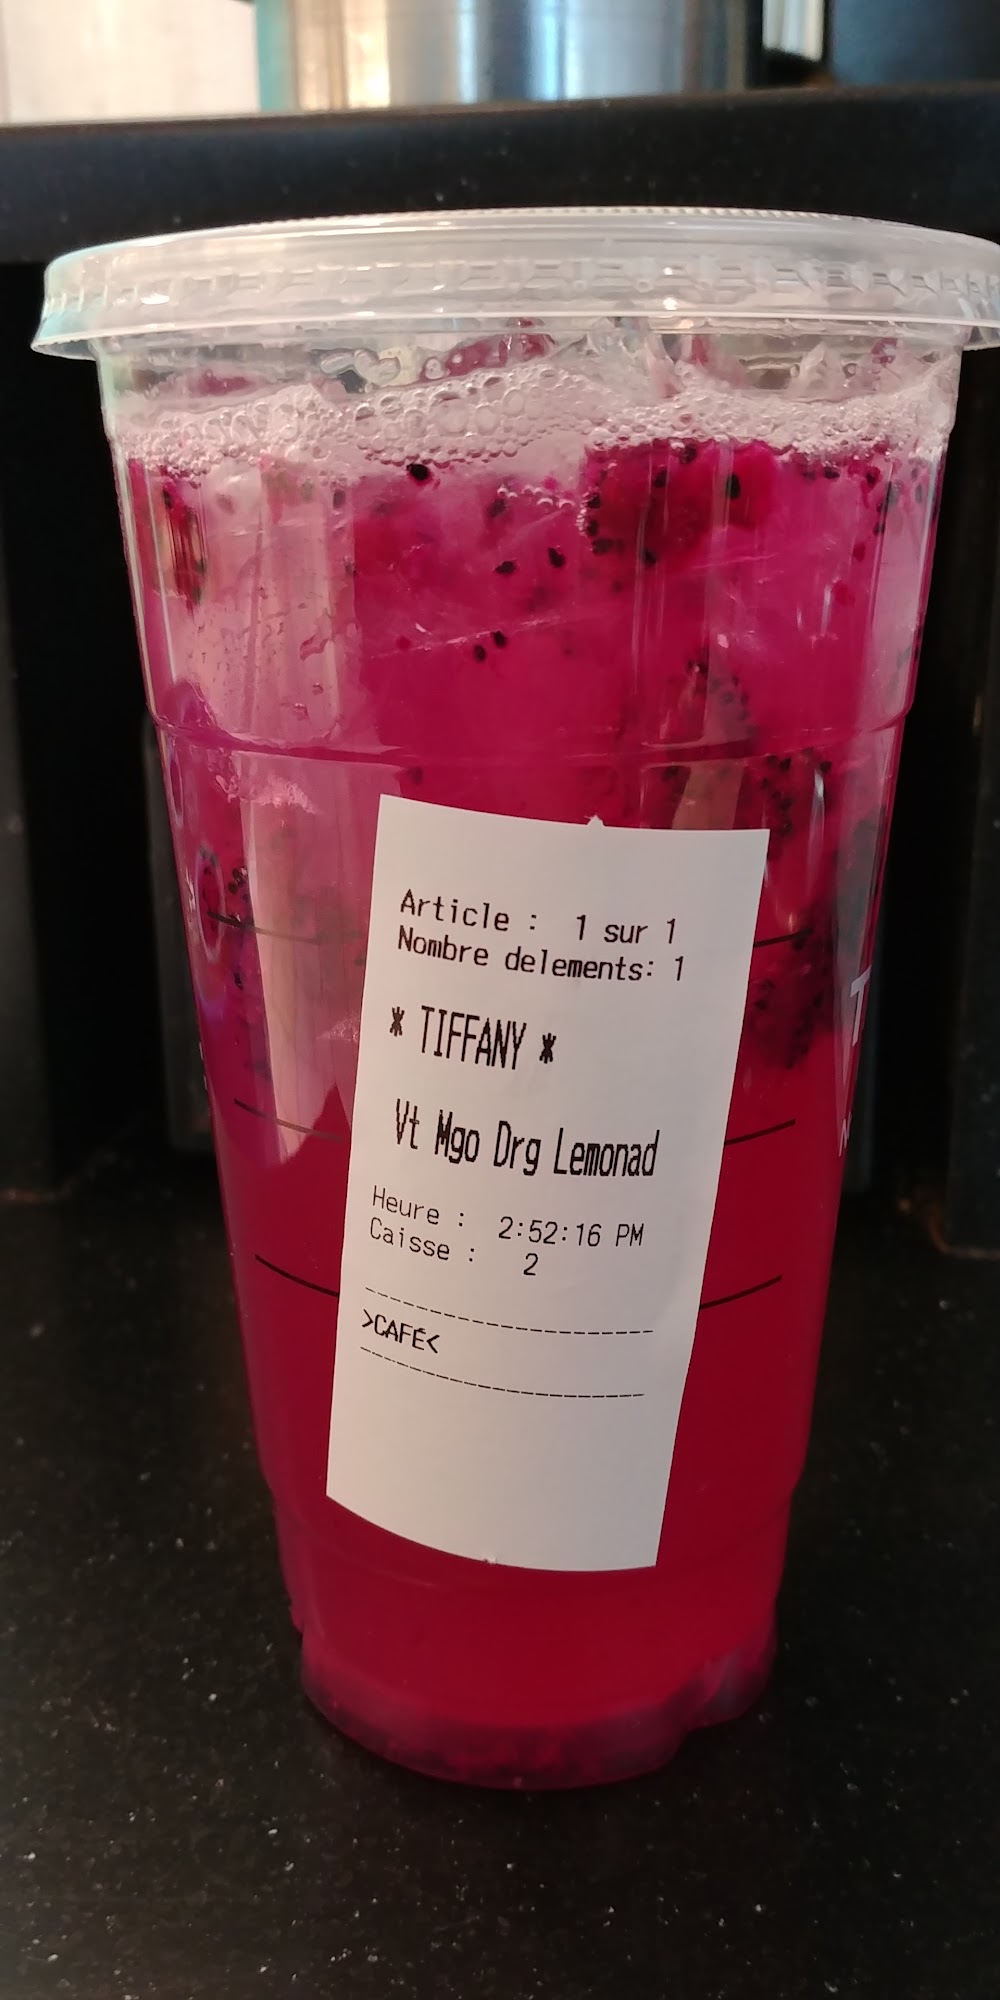 Article : 1 sur 1
Nombre delements: 1
* TIFFANY *
Vt Mgo Drg Lemonad
Heure : 2:52:16 PM
Caisse : 2
>CAFÉ<